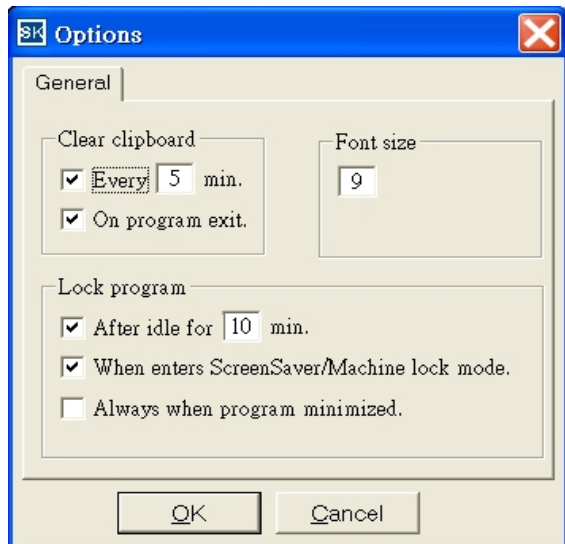 SK Options
General
Clear clipboard
Every 5 min.
On program exit.
Font size
9
Lock program
After idle for 10 min.
When enters ScreenSaver/Machine lock mode.
Always when program minimized.
OK
Cancel